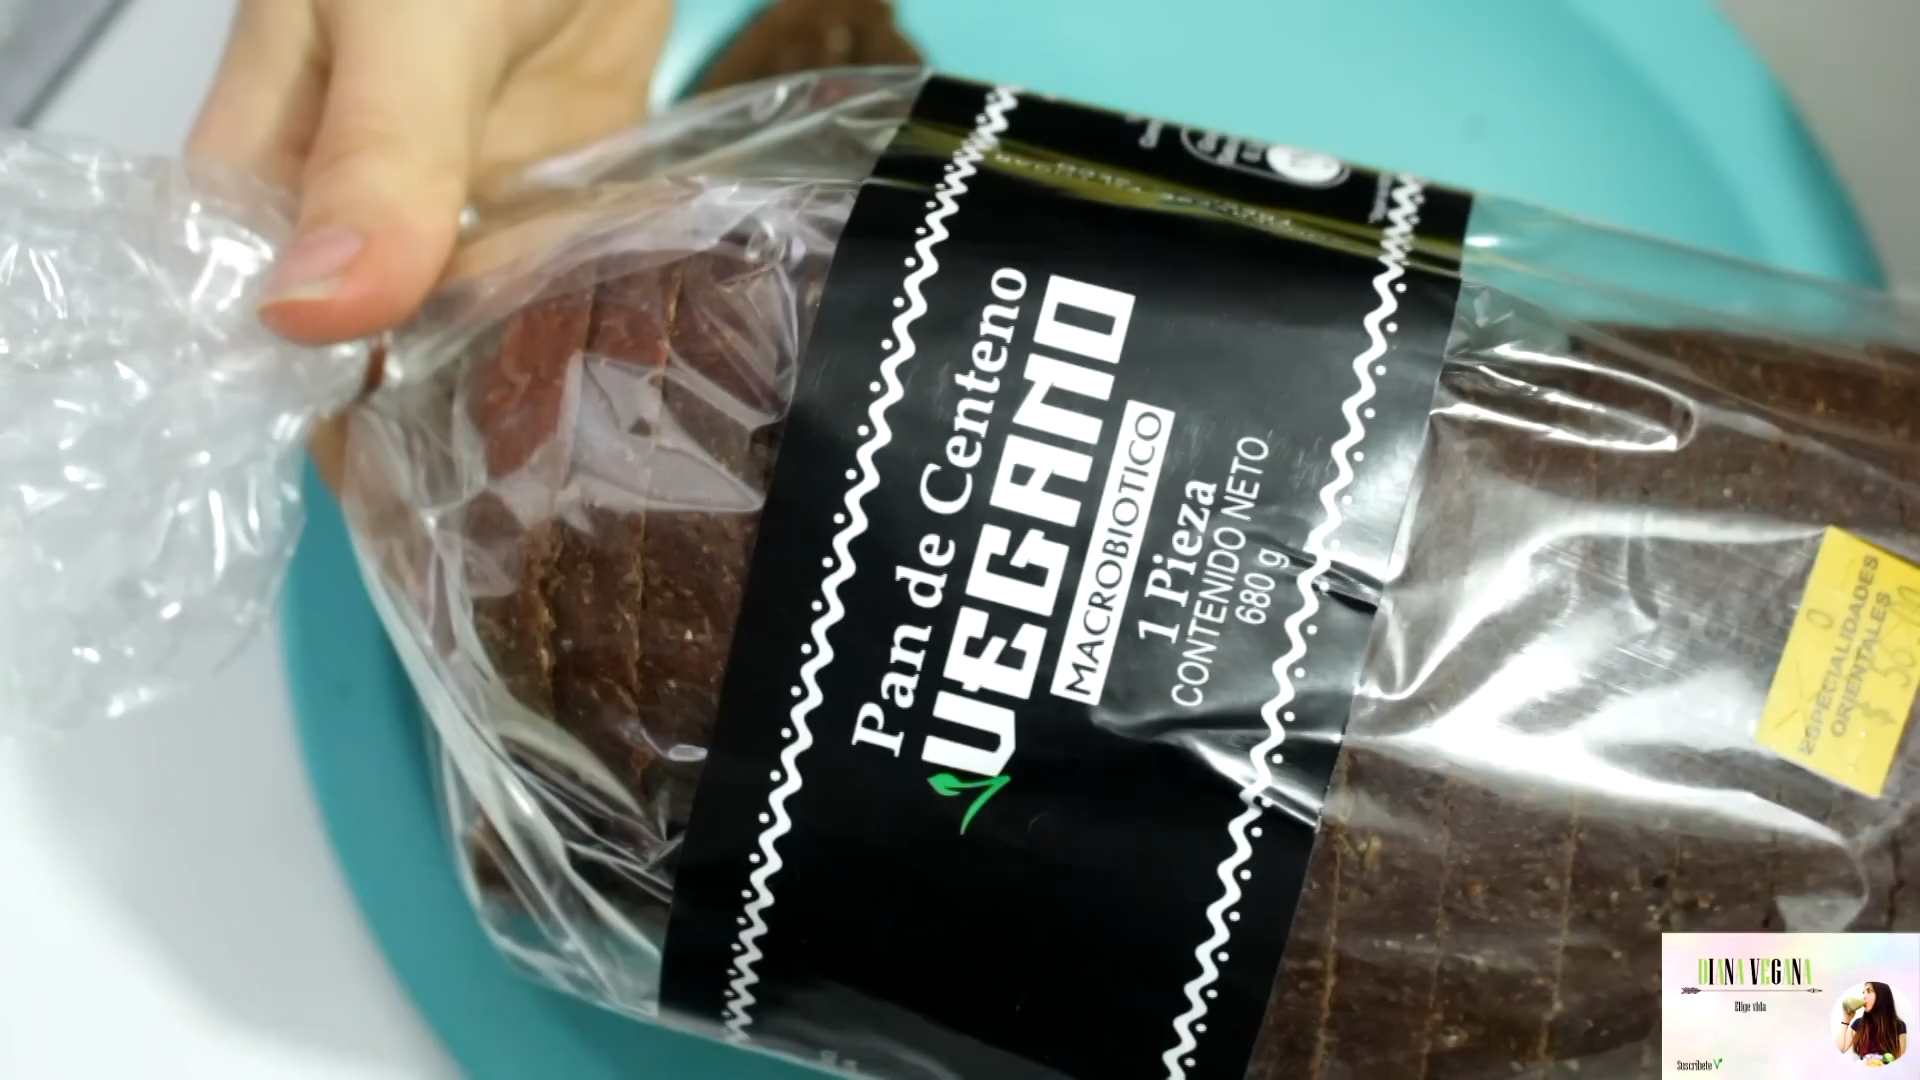 Pan de Centeno
VEGANO
MACROBIOTICO
1 Pieza
CONTENIDO NETO
680 g
ESPECIALIDADES
ORIENTALES
DIANA VEGANA
Elige vida
Suscríbete